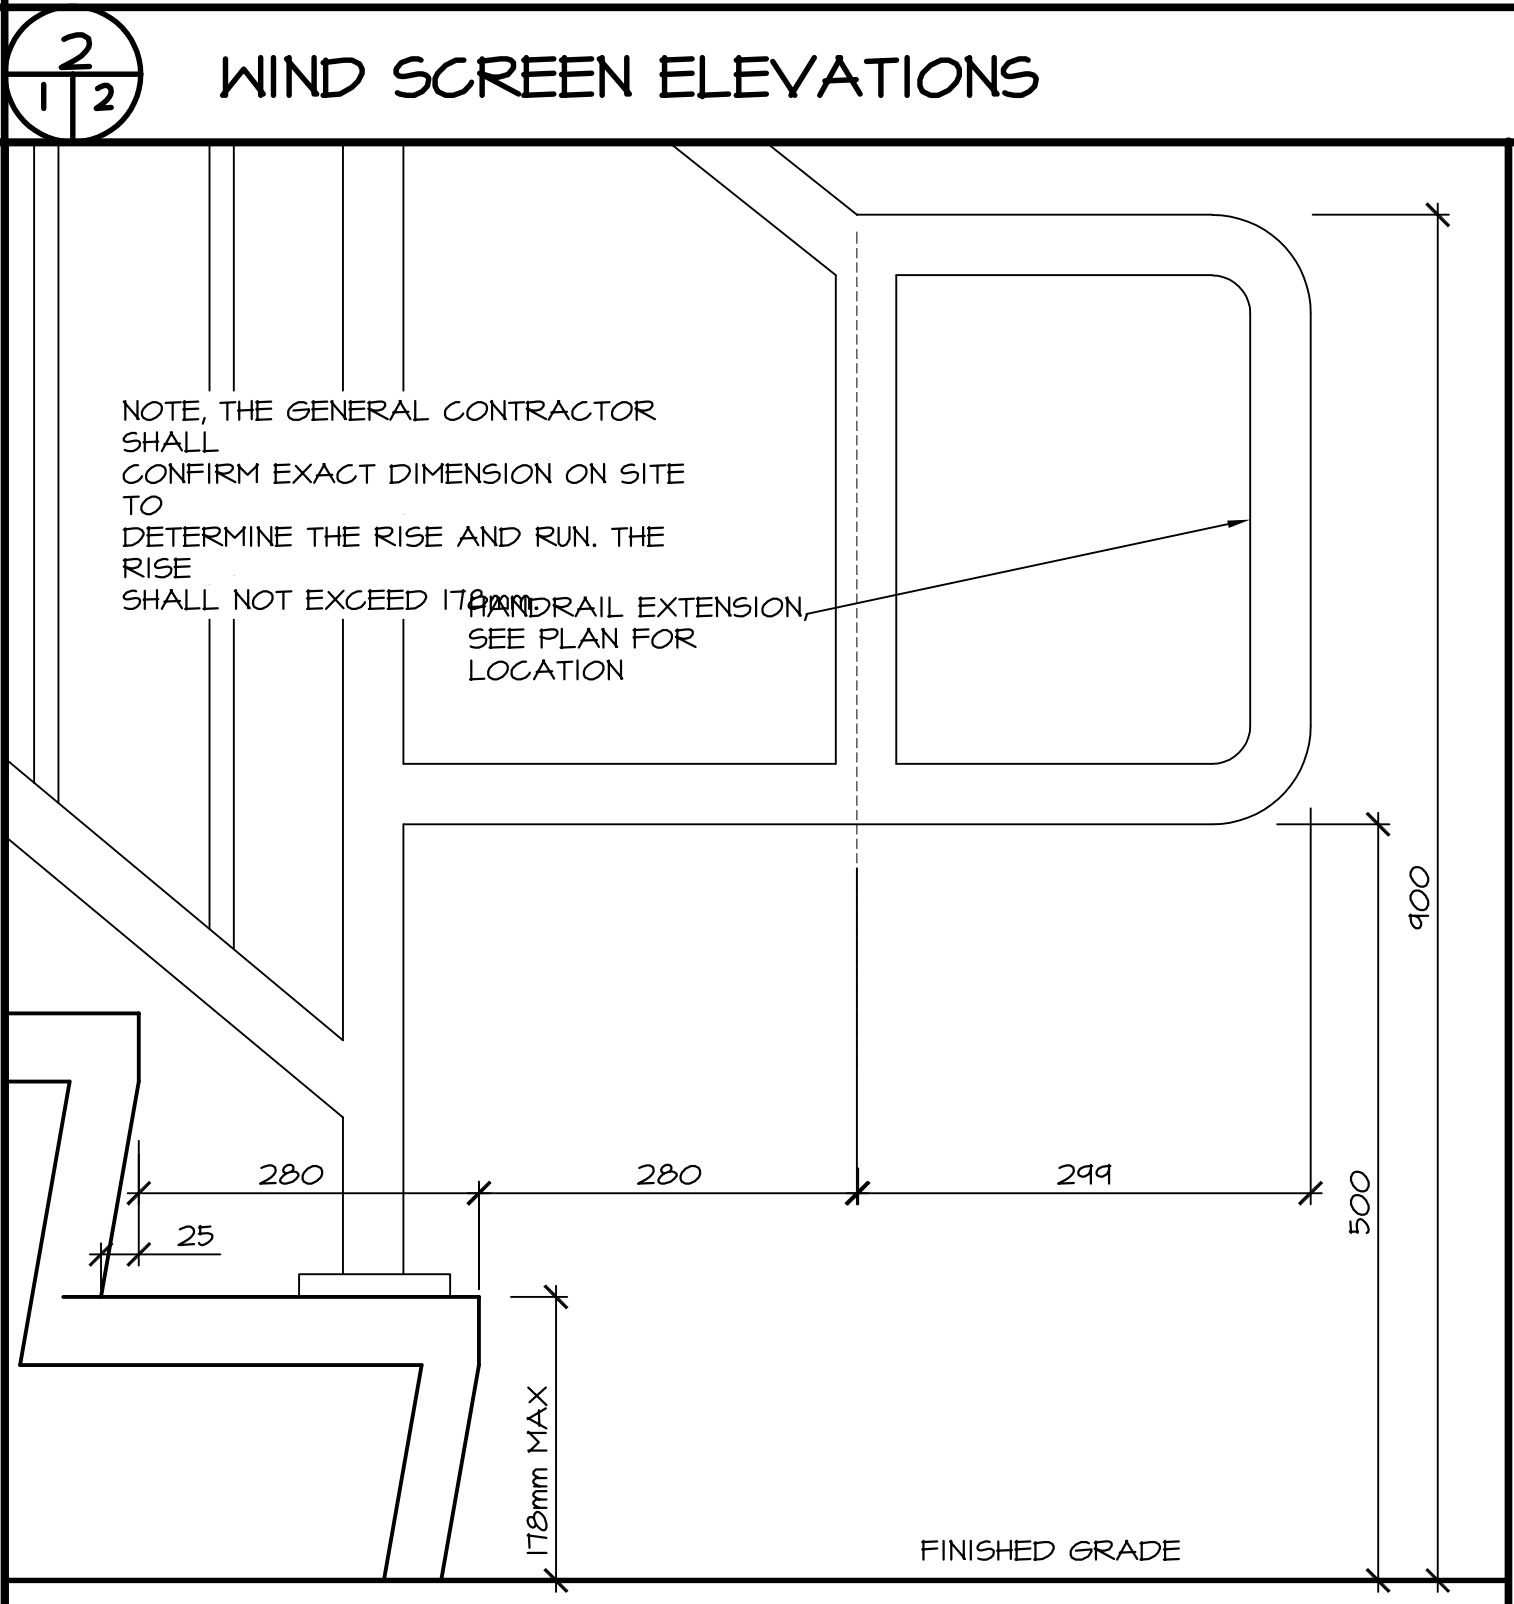 2
1 2
WIND SCREEN ELEVATIONS
NOTE, THE GENERAL CONTRACTOR
SHALL
CONFIRM EXACT DIMENSION ON SITE
TO
DETERMINE THE RISE AND RUN. THE
RISE
SHALL NOT EXCEED 178mm.
HANDRAIL EXTENSION,
SEE PLAN FOR
LOCATION
900
500
280
280
299
25
178mm MAX
FINISHED GRADE